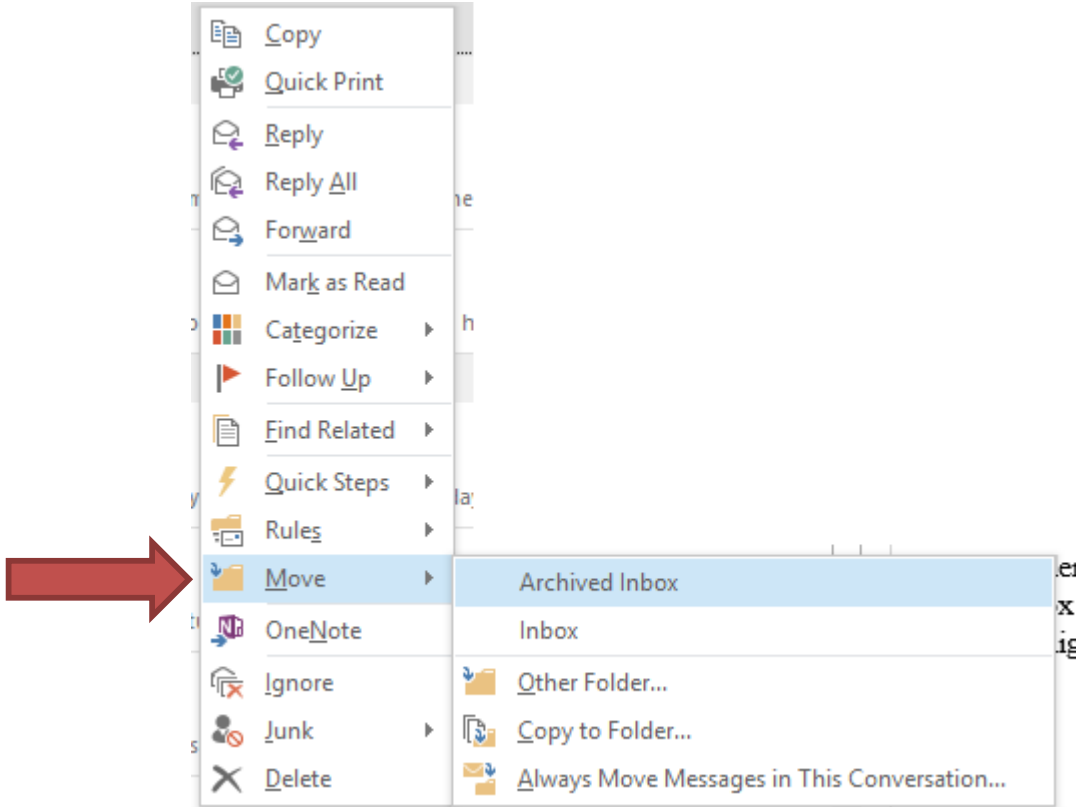 Copy
Quick Print
Reply
Reply All
Forward
Mark as Read
Categorize
Follow Up
Find Related
Quick Steps
Rules
Move
OneNote
Ignore
Junk
Delete
Archived Inbox
Inbox
Other Folder...
Copy to Folder...
Always Move Messages in This Conversation...